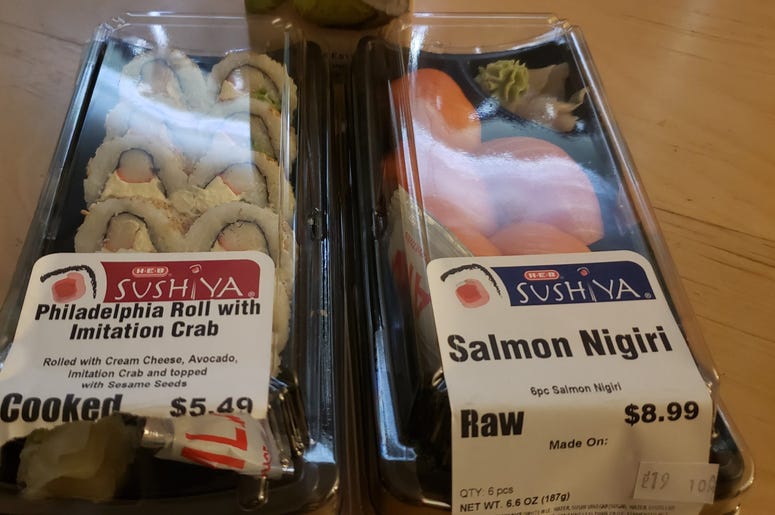 H-E-B
SUSHIYA®
Philadelphia Roll with
Imitation Crab
Rolled with Cream Cheese, Avocado,
Imitation Crab and topped
with Sesame Seeds
Cooked
$5.49
H-E-B
SUSHIYA®
Salmon Nigiri
6pc Salmon Nigiri
Raw
$8.99
Made On:
QTY: 6 pcs
NET WT. 6.6 OZ (187g)